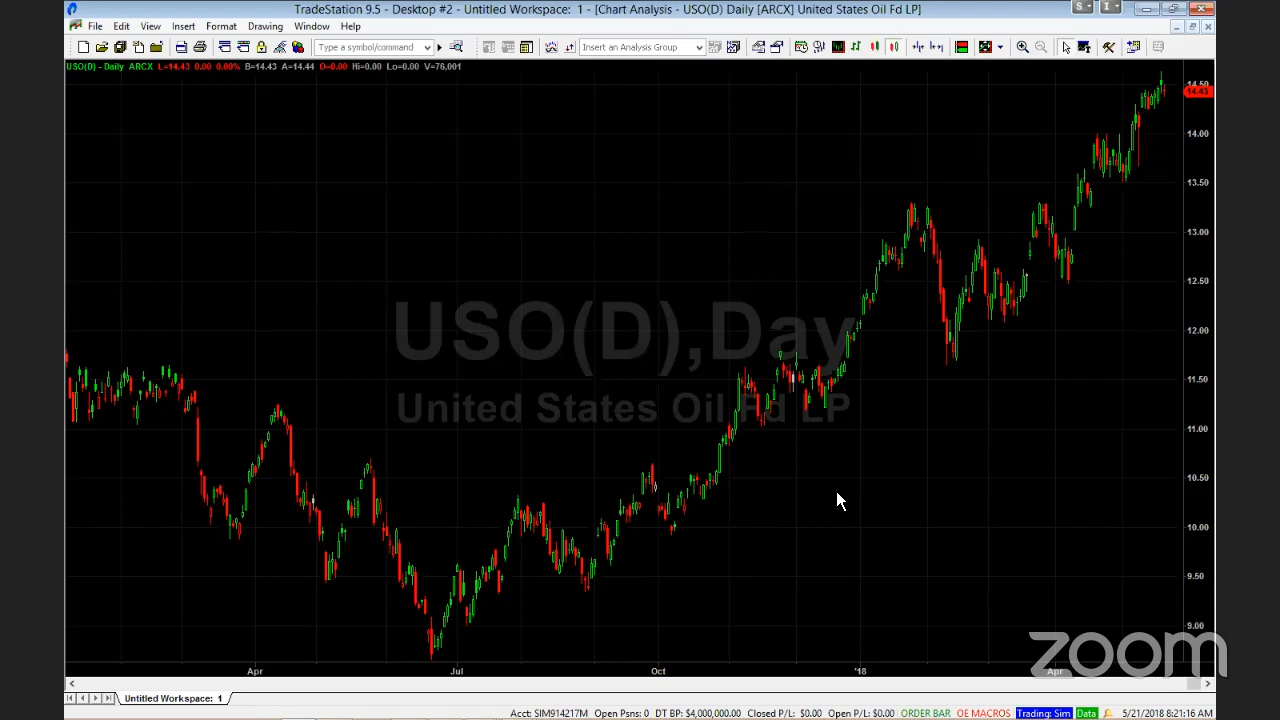 TradeStation 9.5 - Desktop #2 - Untitled Workspace: 1 - [Chart Analysis - USO(D) Daily [ARCX] United States Oil Fd LP]
S
I
File Edit View Insert Format Drawing Window Help
Type a symbol/command
Insert an Analysis Group
USO(D) - Daily ARCX L=14.43 0.00 0.00% B=14.43 A=14.44 O=0.00 Hi=0.00 Lo=0.00 V=76,001
14.50
14.43
14.00
13.50
13.00
12.50
12.00
USO(D),Day
11.50
United States Oil Fd LP
11.00
10.50
10.00
9.50
9.00
zoom
Apr Jul Oct '18 Apr
Untitled Workspace: 1
Acct: SIM914217M Open Psns: 0 DT BP: $4,000,000.00 Closed P/L: $0.00 Open P/L: $0.00 ORDER BAR OE MACROS Trading: Sim Data 5/21/2018 8:21:16 AM